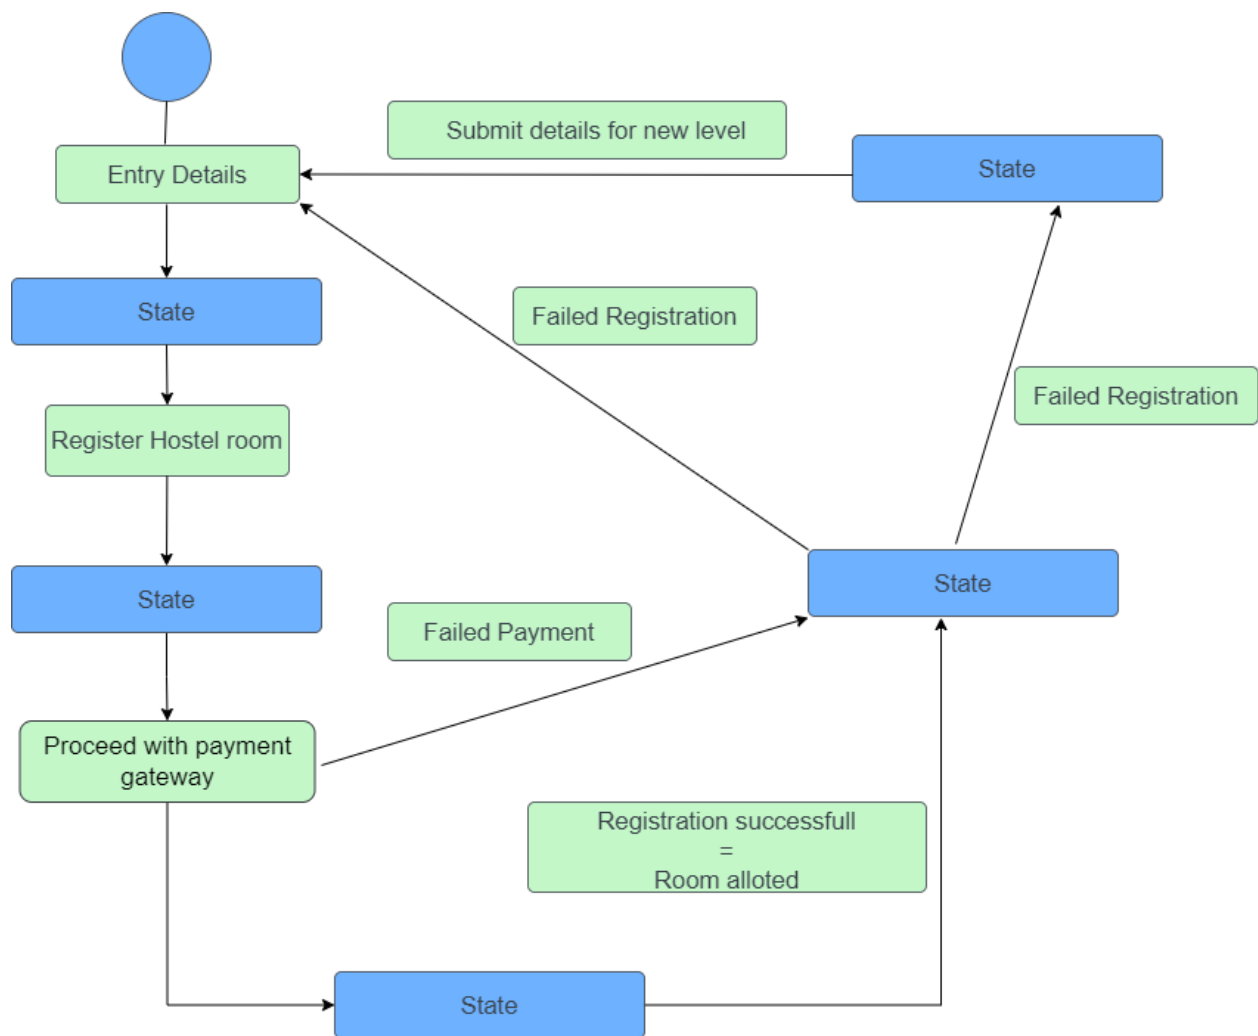 Submit details for new level
State
Entry Details
State
Failed Registration
Failed Registration
Register Hostel room
State
State
Failed Payment
Proceed with payment
gateway
Registration successfull
=
Room alloted
State